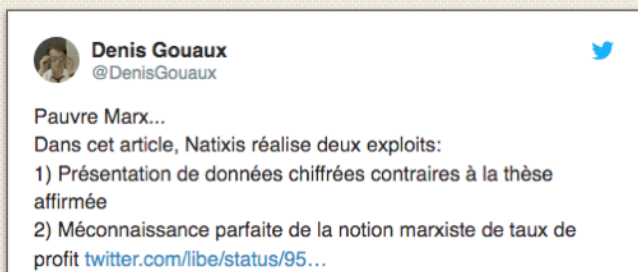 Denis Gouaux
@DenisGouaux
Pauvre Marx...
Dans cet article, Natixis réalise deux exploits:
1) Présentation de données chiffrées contraires à la thèse
affirmée
2) Méconnaissance parfaite de la notion marxiste de taux de
profit twitter.com/libe/status/95…